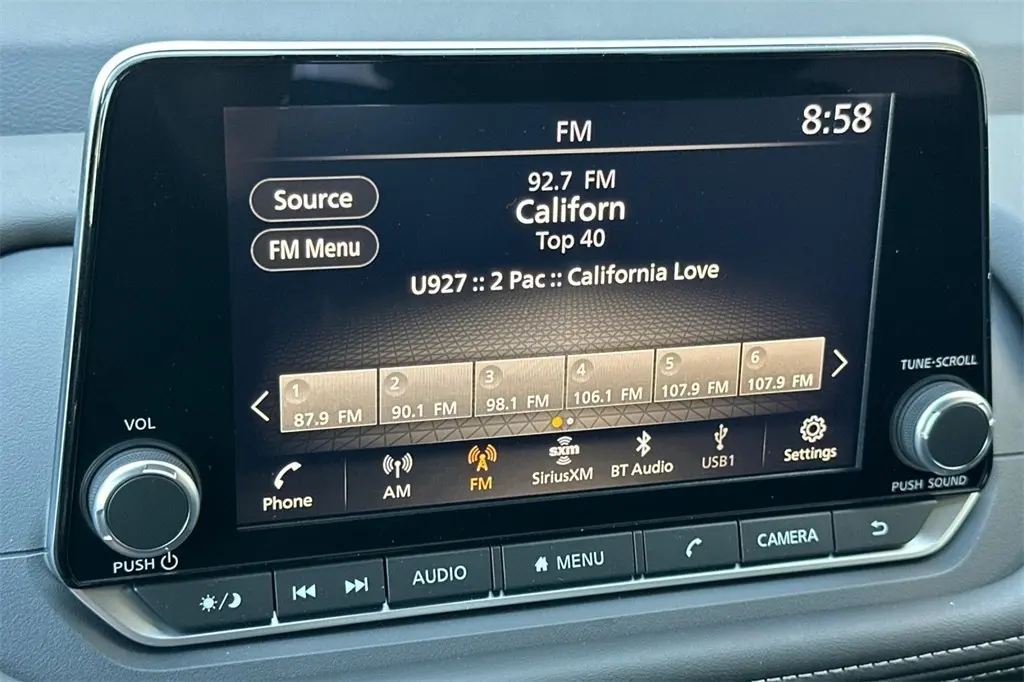 FM
8:58
Source
FM Menu
92.7 FM
Californ
Top 40
U927 :: 2 Pac :: California Love
1
87.9 FM
2
90.1 FM
3
98.1 FM
4
106.1 FM
5
107.9 FM
6
107.9 FM
Phone
AM
FM
sxm
SiriusXM
BT Audio
USB1
Settings
VOL
PUSH
TUNE·SCROLL
PUSH SOUND
AUDIO
MENU
CAMERA